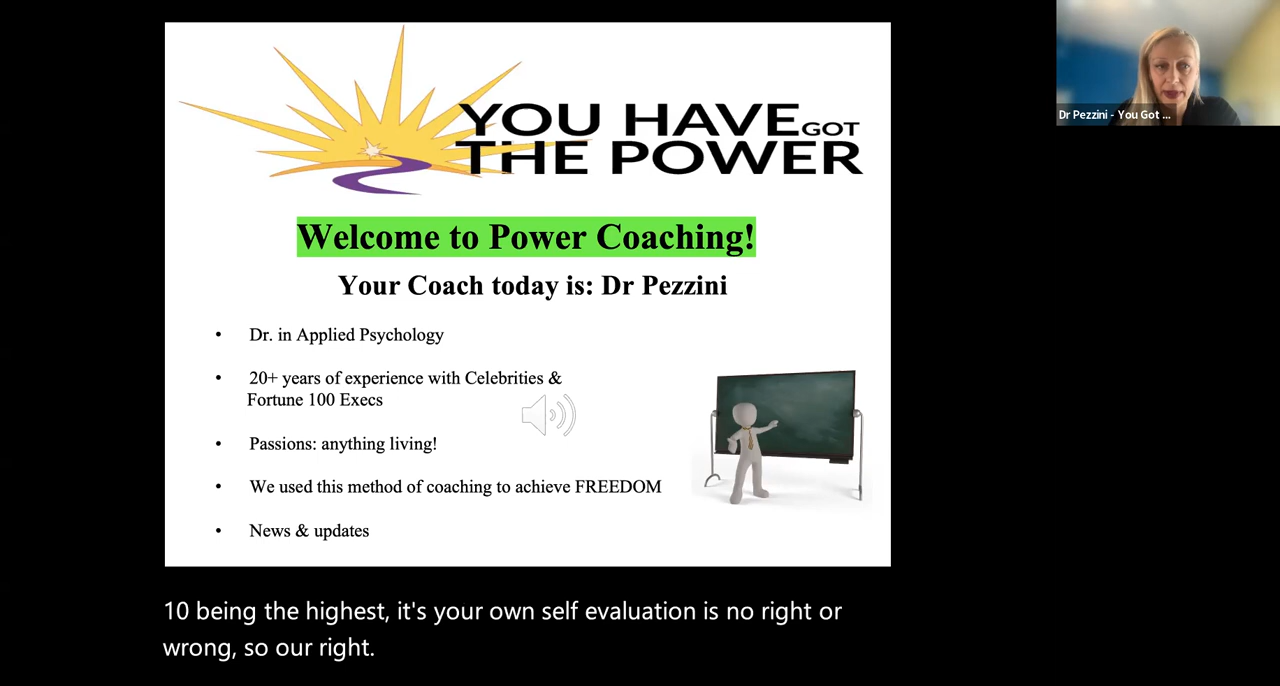 YOU HAVE GOT
THE POWER
Welcome to Power Coaching!
Your Coach today is: Dr Pezzini
• Dr. in Applied Psychology
• 20+ years of experience with Celebrities &
Fortune 100 Execs
• Passions: anything living!
• We used this method of coaching to achieve FREEDOM
• News & updates
Dr Pezzini - You Got ...
10 being the highest, it's your own self evaluation is no right or
wrong, so our right.